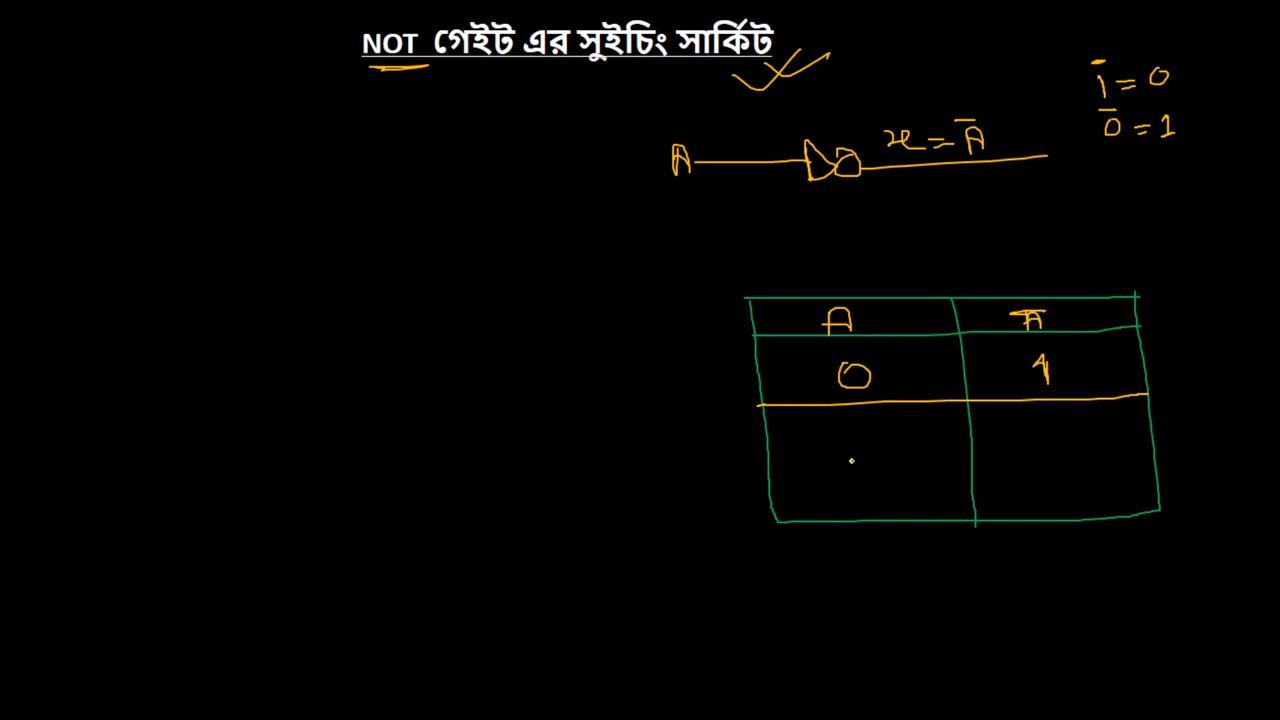 NOT গেইট এর সুইচিং সার্কিট
1̅ = 0
0̅ = 1
A x = A̅
A A̅
0 1